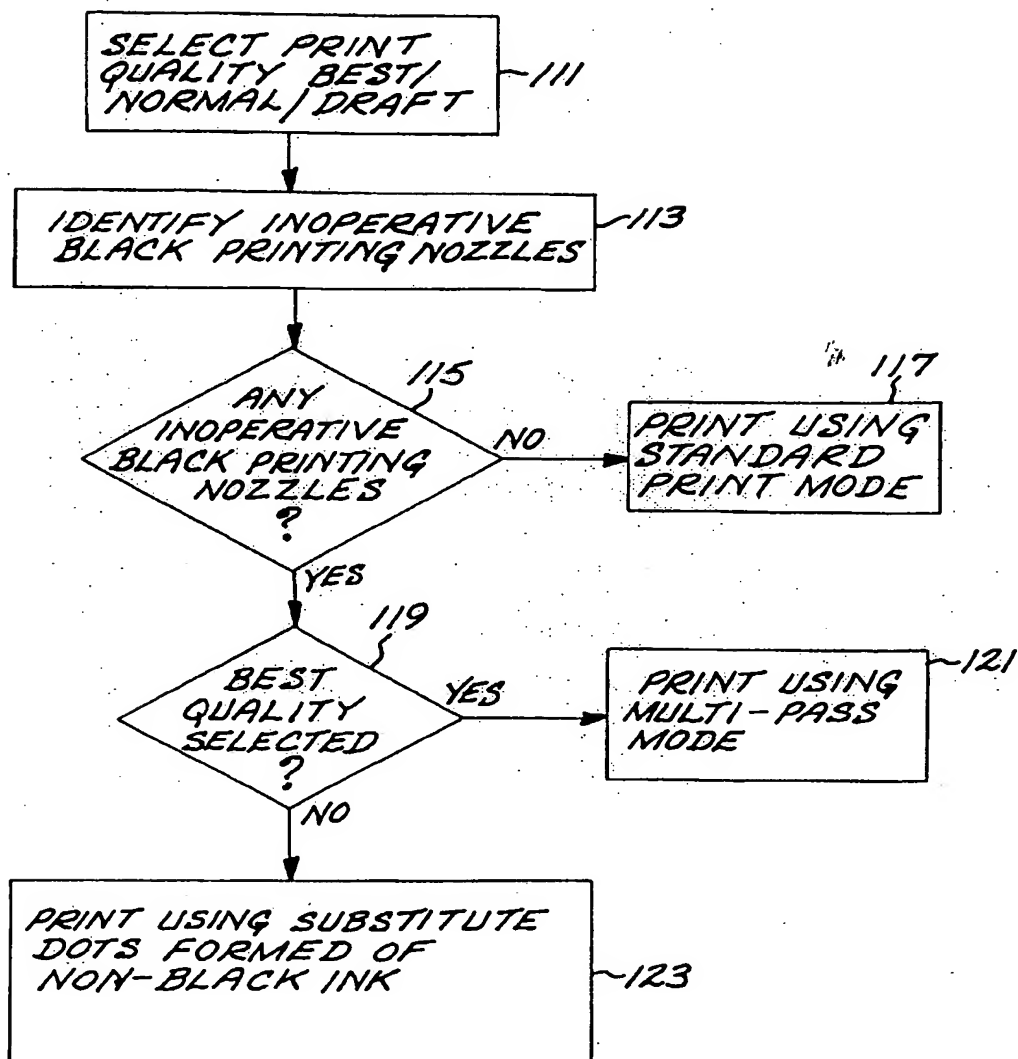 SELECT PRINT
QUALITY BEST/
NORMAL/DRAFT
111
IDENTIFY INOPERATIVE
BLACK PRINTING NOZZLES
113
115
ANY
INOPERATIVE
BLACK PRINTING
NOZZLES
?
NO
117
PRINT USING
STANDARD
PRINT MODE
YES
119
BEST
QUALITY
SELECTED
?
YES
121
PRINT USING
MULTI-PASS
MODE
NO
PRINT USING SUBSTITUTE
DOTS FORMED OF
NON-BLACK INK
123